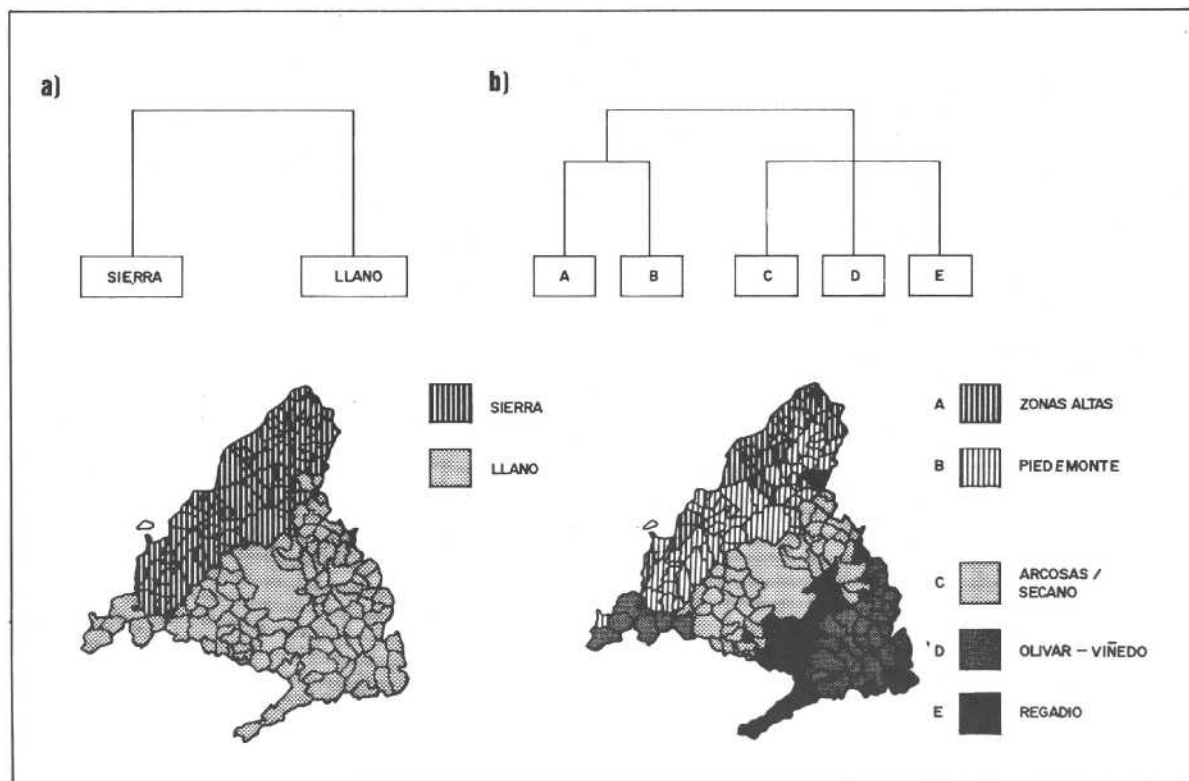 a)
SIERRA
LLANO
SIERRA
LLANO
b)
A
B
C
D
E
A ZONAS ALTAS
B PIEDEMONTE
C ARCOSAS /
SECANO
D OLIVAR – VIÑEDO
E REGADIO